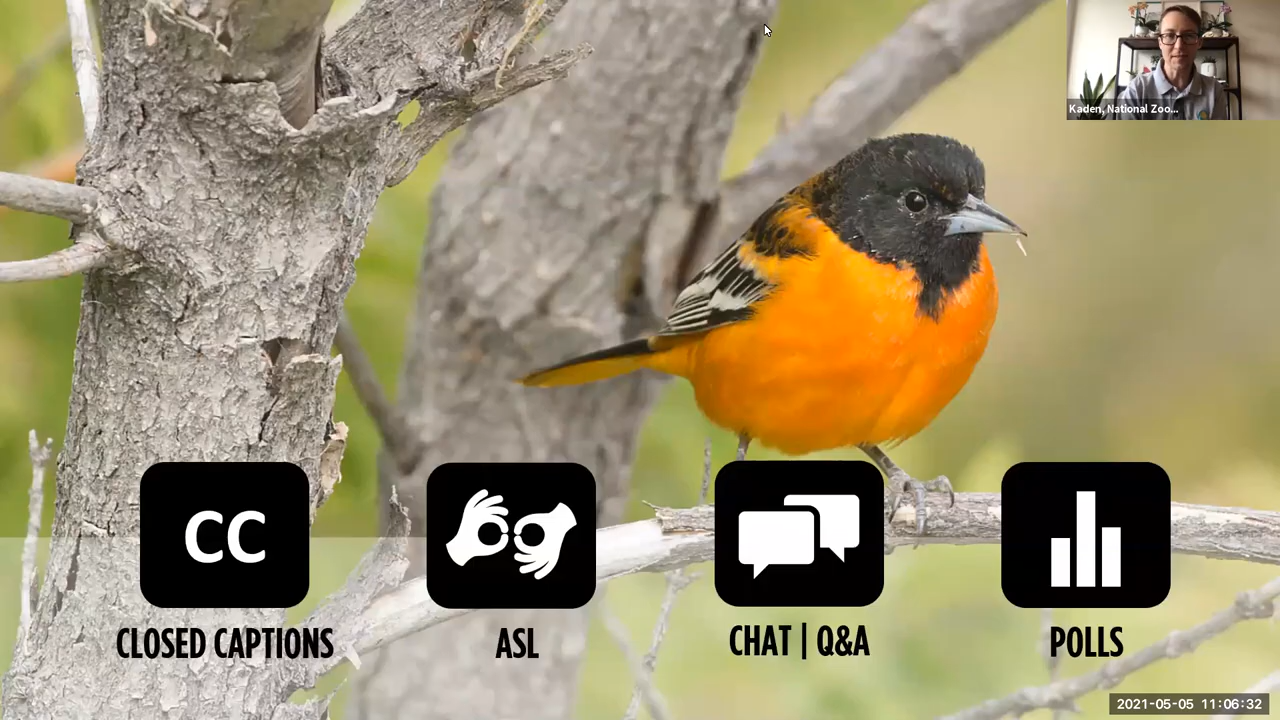 Kaden, National Zoo...
CC
CLOSED CAPTIONS
ASL
CHAT | Q&A
POLLS
2021-05-05 11:06:32